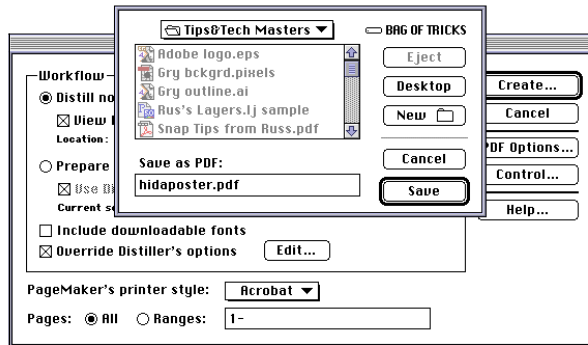 Tips&Tech Masters
BAG OF TRICKS
Adobe logo.eps
Gry bckgrd.pixels
Gry outline.ai
Rus's Layers.lj sample
Snap Tips from Russ.pdf
Eject
Desktop
New
Save as PDF:
hidaposter.pdf
Cancel
Save
Workflow
Distill
View
Location:
Prepare
Use
Current
Include downloadable fonts
Override Distiller's options
Edit...
Create...
Cancel
PDF Options...
Control...
Help...
PageMaker's printer style:
Acrobat
Pages:
All
Ranges:
1-